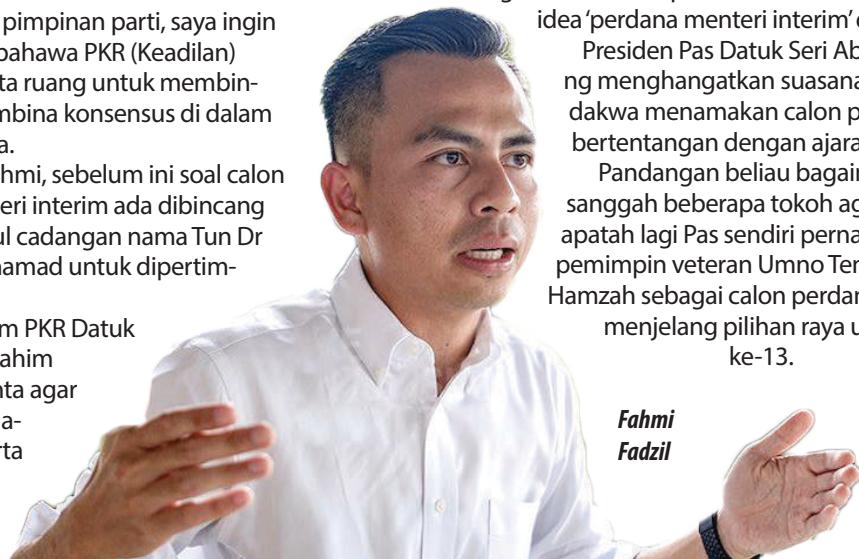 pimpinan parti, saya ingin
bahawa PKR (Keadilan)
ta ruang untuk membin-
mbina konsensus di dalam
a.
hmi, sebelum ini soal calon
eri interim ada dibincang
ul cadangan nama Tun Dr
namad untuk dipertim-
m PKR Datuk
rahim
nta agar
a-
rta
idea ‘perdana menteri interim’
Presiden Pas Datuk Seri Ab
ng menghangatkan suasana
dakwa menamakan calon p
bertentangan dengan ajara
Pandangan beliau bagain
sanggah beberapa tokoh ag
apatah lagi Pas sendiri perna
pemimpin veteran Umno Ten
Hamzah sebagai calon perdan
menjelang pilihan raya u
ke-13.
Fahmi
Fadzil